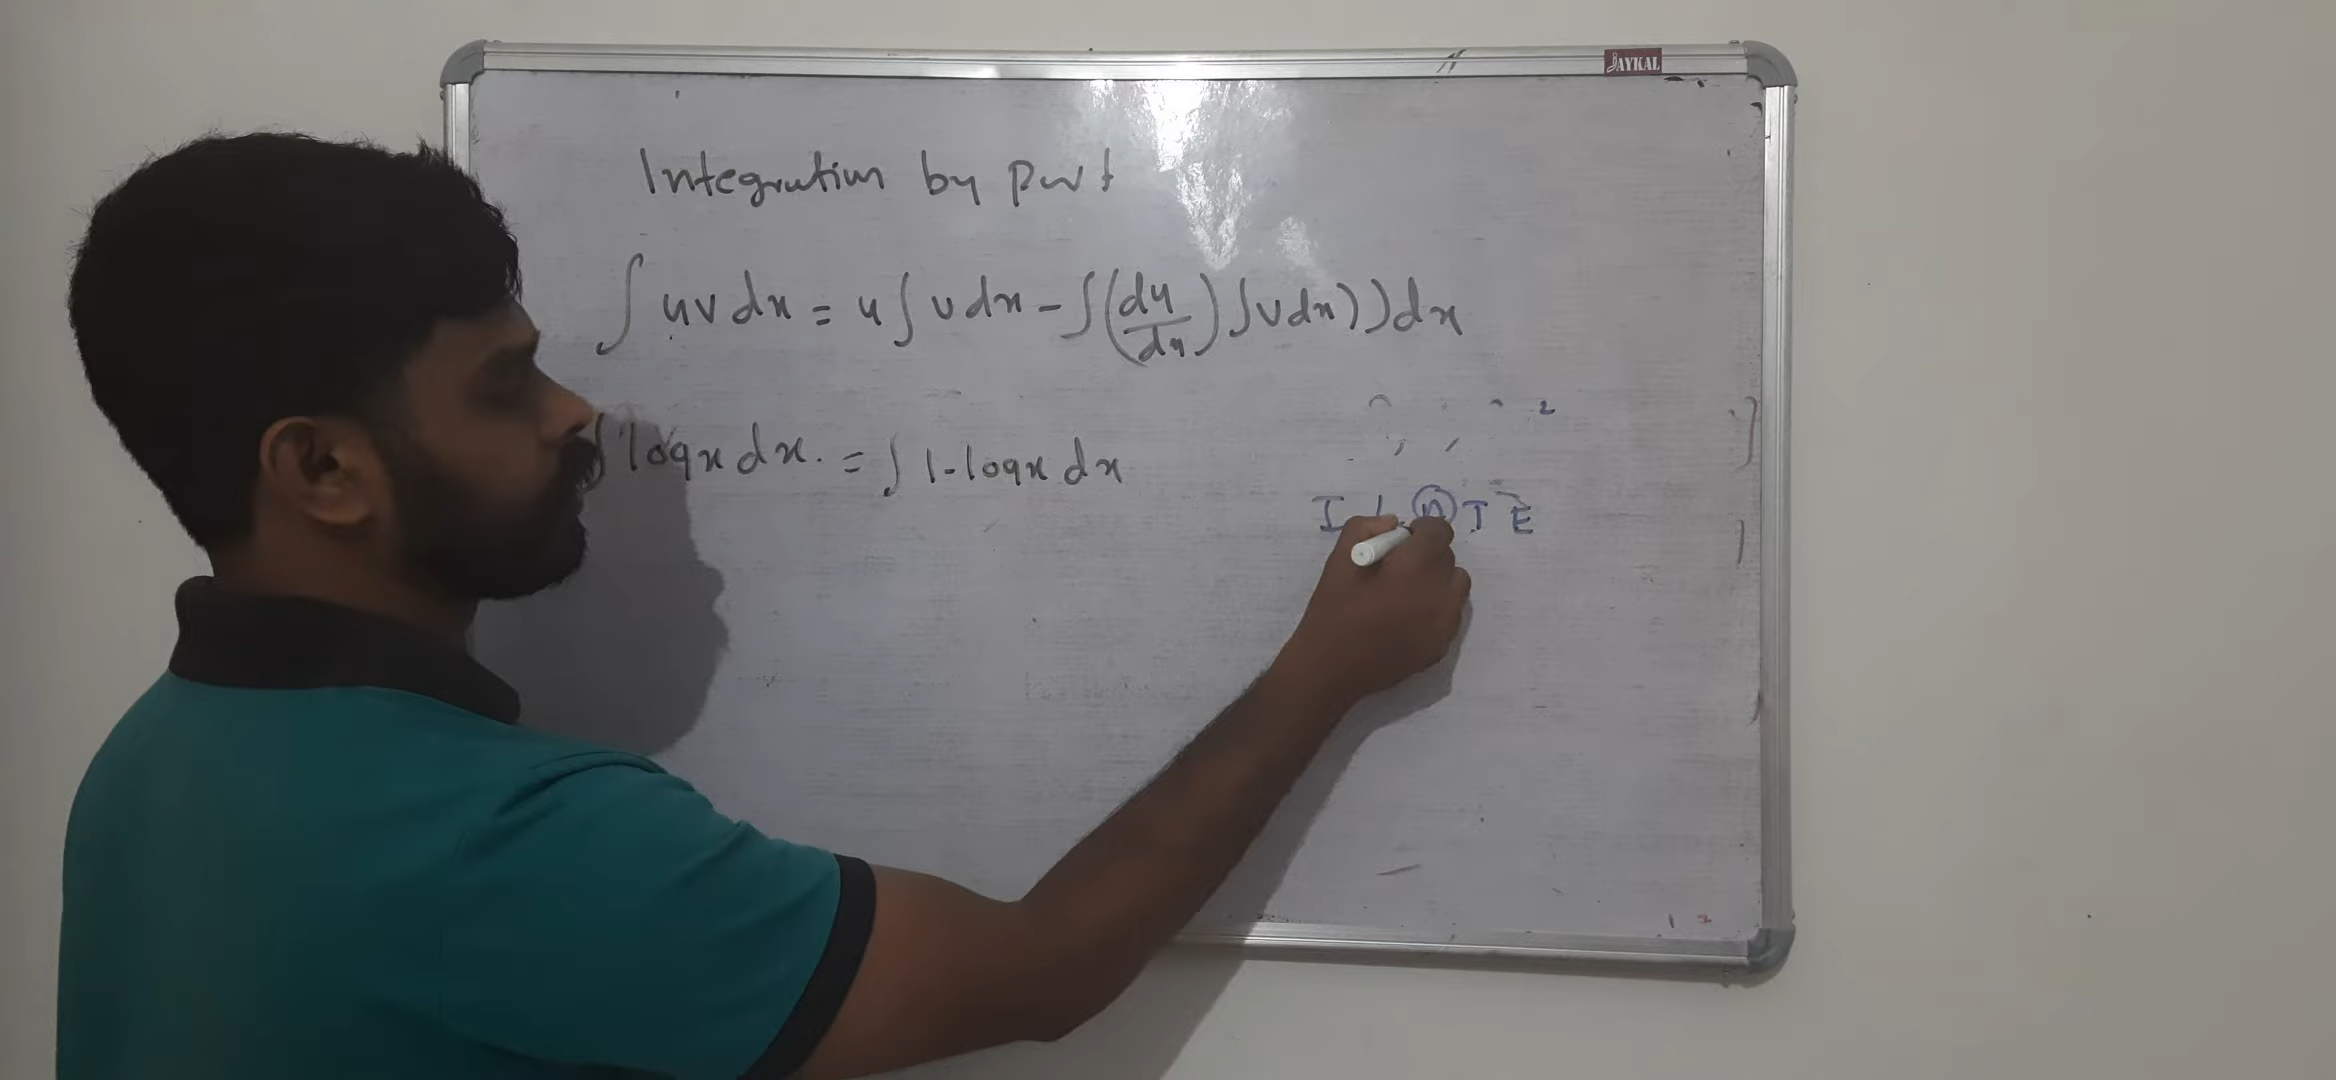 JAYKAL
Integration by part
∫ uv dx = u ∫ v dx - ∫ ( (du/dx) ∫ v dx ) ) dx
∫ log x dx. = ∫ 1 - log x dx
I L A T E